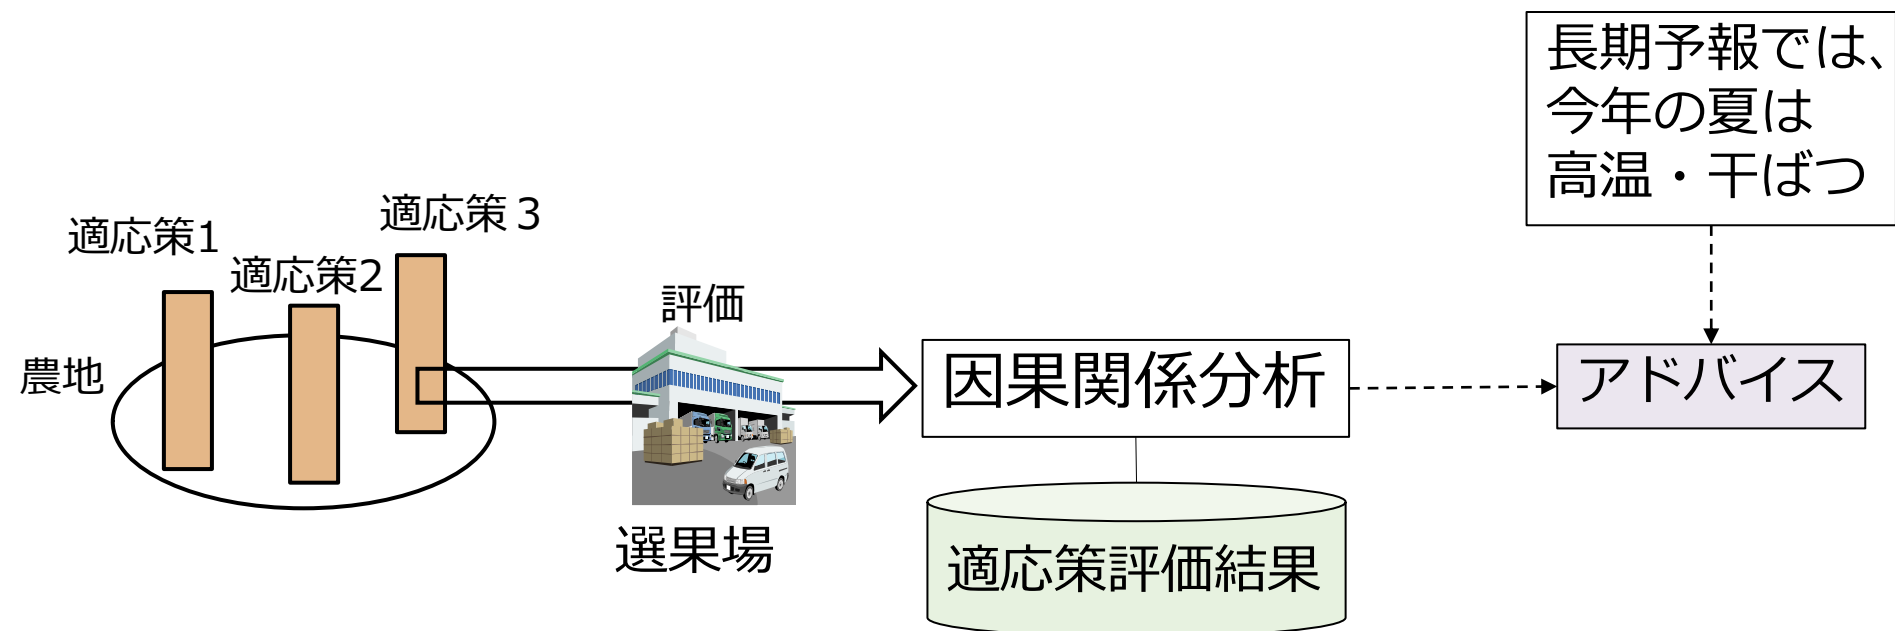 長期予報では、
今年の夏は
高温・干ばつ
適応策1
適応策2
適応策３
農地
評価
選果場
因果関係分析
アドバイス
適応策評価結果